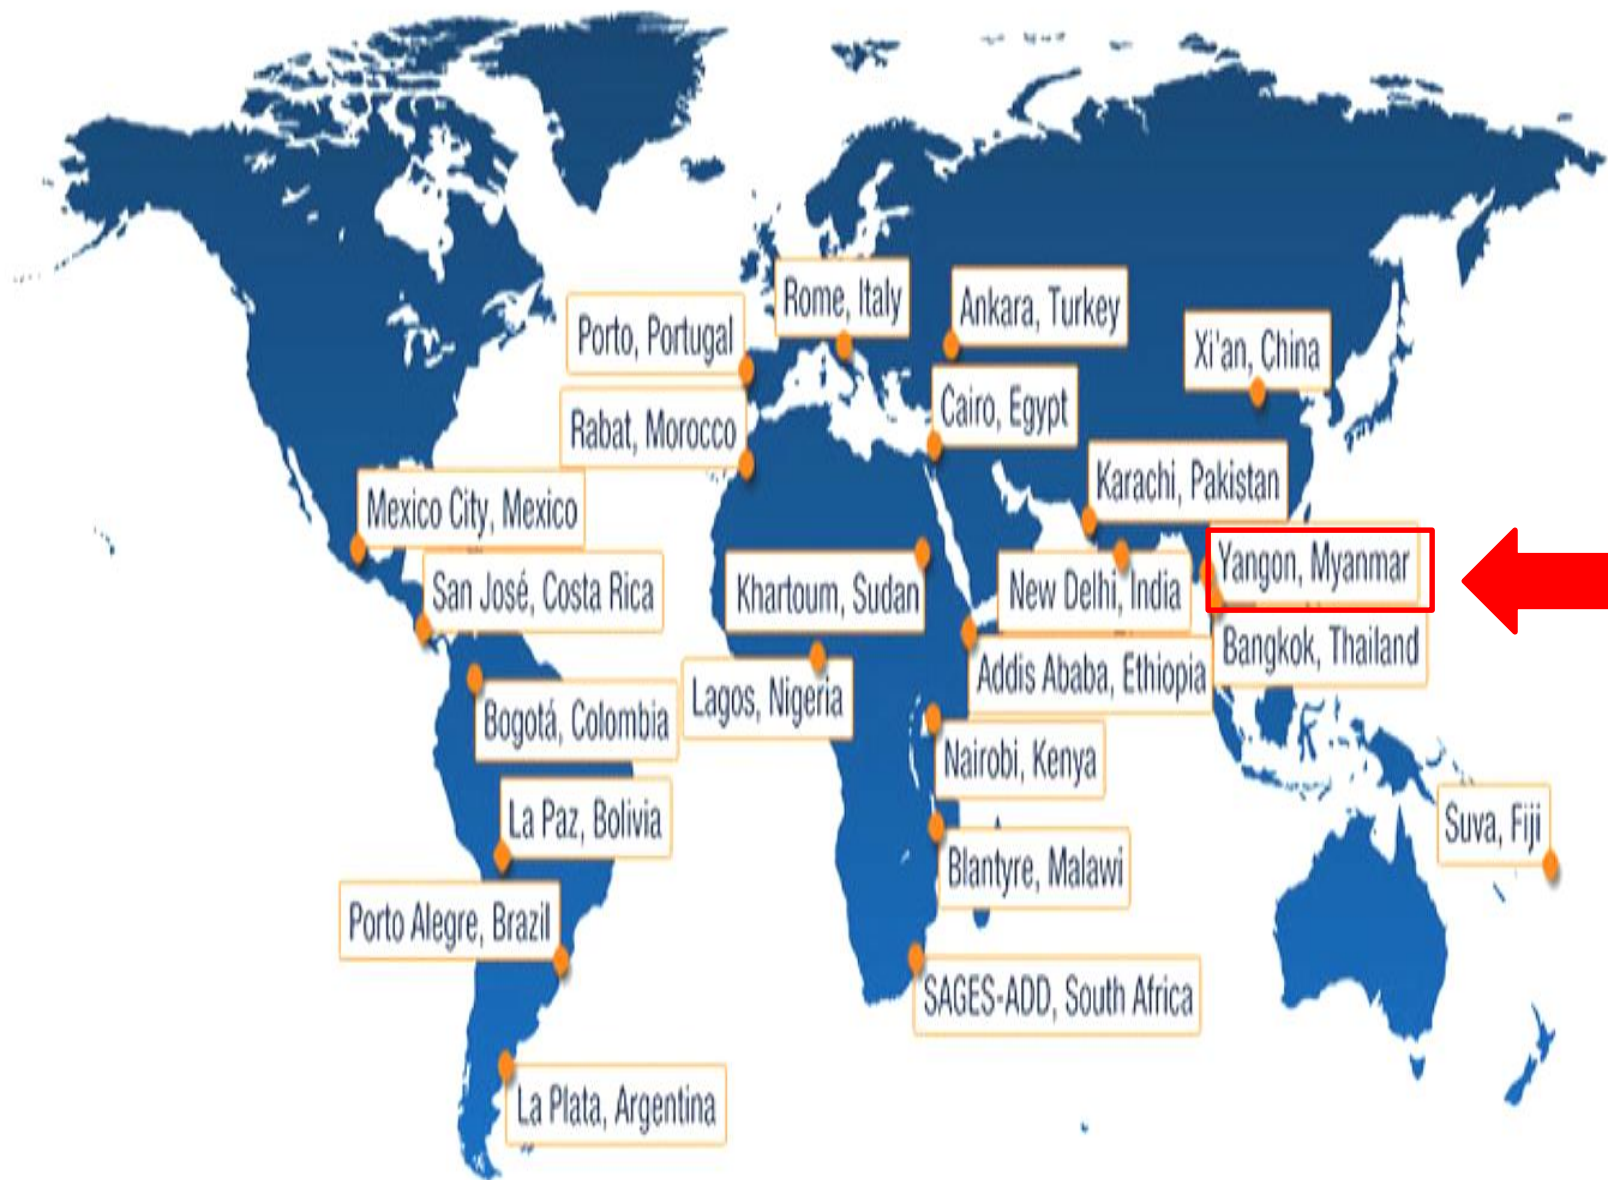 Rome, Italy
Ankara, Turkey
Porto, Portugal
Xi'an, China
Cairo, Egypt
Rabat, Morocco
Karachi, Pakistan
Mexico City, Mexico
Yangon, Myanmar
San José, Costa Rica
Khartoum, Sudan
New Delhi, India
Bangkok, Thailand
Addis Ababa, Ethiopia
Lagos, Nigeria
Bogotá, Colombia
Nairobi, Kenya
La Paz, Bolivia
Suva, Fiji
Blantyre, Malawi
Porto Alegre, Brazil
SAGES-ADD, South Africa
La Plata, Argentina